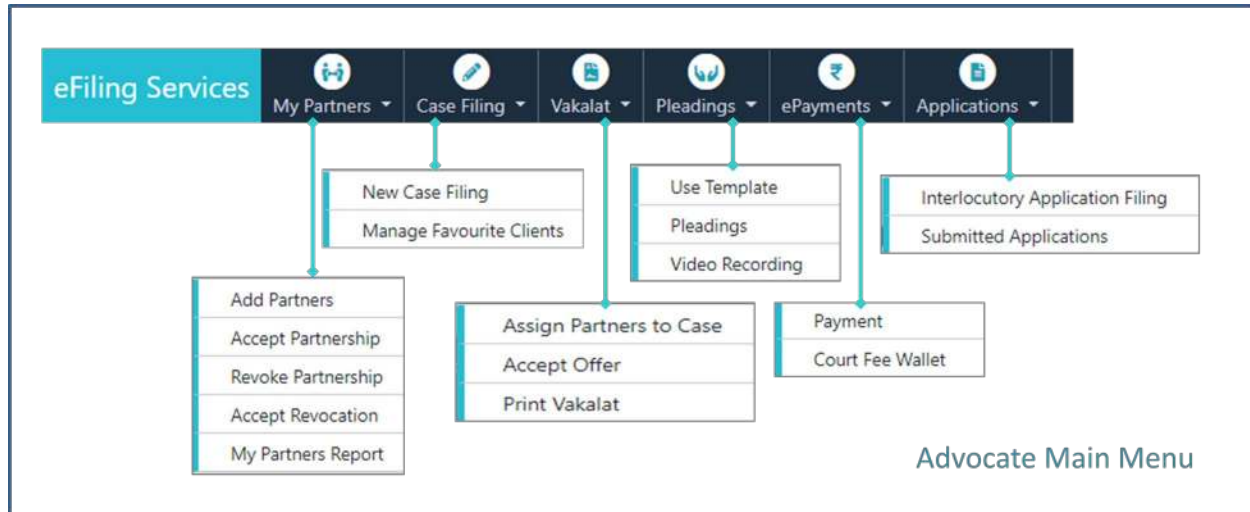 eFiling Services
My Partners
Case Filing
Vakalat
Pleadings
ePayments
Applications
New Case Filing
Manage Favourite Clients
Use Template
Pleadings
Video Recording
Interlocutory Application Filing
Submitted Applications
Add Partners
Accept Partnership
Revoke Partnership
Accept Revocation
My Partners Report
Assign Partners to Case
Accept Offer
Print Vakalat
Payment
Court Fee Wallet
Advocate Main Menu